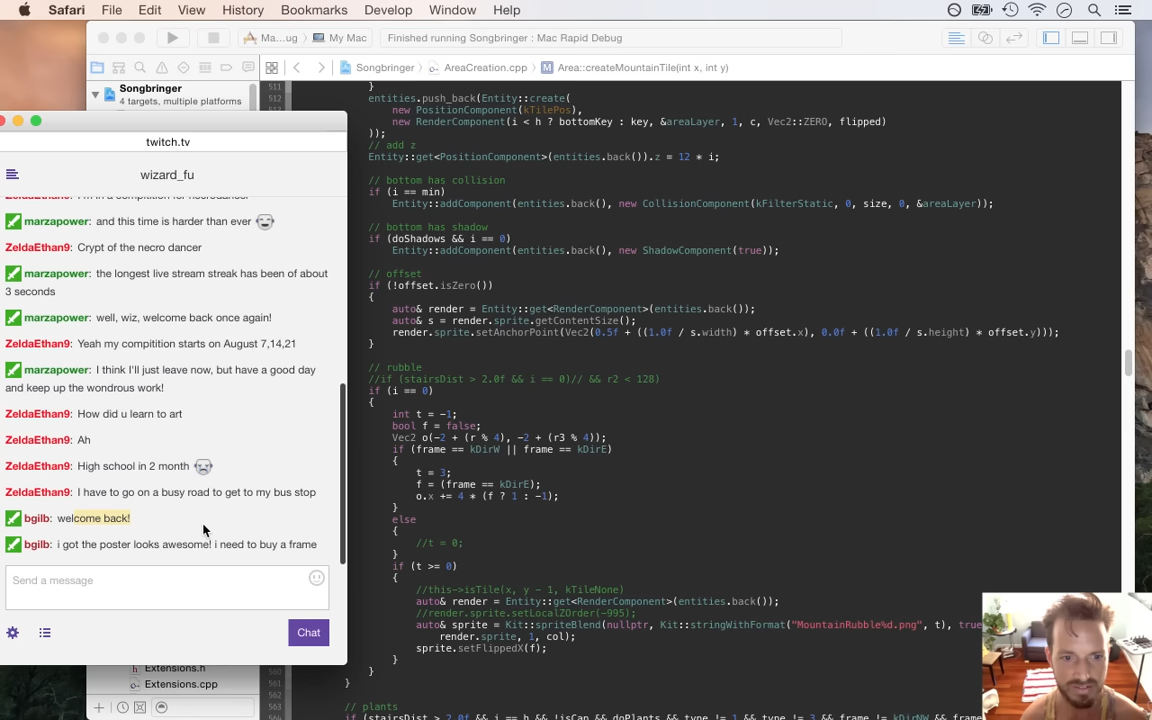 Safari File Edit View History Bookmarks Develop Window Help
Ma...ug My Mac
Finished running Songbringer : Mac Rapid Debug
Songbringer AreaCreation.cpp M Area::createMountainTile(int x, int y)
Songbringer
4 targets, multiple platforms
twitch.tv
wizard_fu
marzapower: and this time is harder than ever
ZeldaEthan9: Crypt of the necro dancer
marzapower: the longest live stream streak has been of about
3 seconds
marzapower: well, wiz, welcome back once again!
ZeldaEthan9: Yeah my compitition starts on August 7,14,21
marzapower: I think I'll just leave now, but have a good day
and keep up the wondrous work!
ZeldaEthan9: How did u learn to art
ZeldaEthan9: Ah
ZeldaEthan9: High school in 2 month
ZeldaEthan9: I have to go on a busy road to get to my bus stop
bgilb: welcome back!
bgilb: i got the poster looks awesome! i need to buy a frame
Send a message
Chat
Extensions.h
Extensions.cpp
511
}
entities.push_back(Entity::create(
new PositionComponent(kTilePos),
new RenderComponent(i < h ? bottomKey : key, &areaLayer, 1, c, Vec2::ZERO, flipped)
));
// add z
Entity::get<PositionComponent>(entities.back()).z = 12 * i;
// bottom has collision
if (i == min)
Entity::addComponent(entities.back(), new CollisionComponent(kFilterStatic, 0, size, 0, &areaLayer));
// bottom has shadow
if (doShadows && i == 0)
Entity::addComponent(entities.back(), new ShadowComponent(true));
// offset
if (!offset.isZero())
{
auto& render = Entity::get<RenderComponent>(entities.back());
auto& s = render.sprite.getContentSize();
render.sprite.setAnchorPoint(Vec2(0.5f + ((1.0f / s.width) * offset.x), 0.0f + ((1.0f / s.height) * offset.y)));
}
// rubble
//if (stairsDist > 2.0f && i == 0)// && r2 < 128)
if (i == 0)
{
int t = -1;
bool f = false;
Vec2 o(-2 + (r % 4), -2 + (r3 % 4));
if (frame == kDirW || frame == kDirE)
{
t = 3;
f = (frame == kDirE);
o.x += 4 * (f ? 1 : -1);
}
else
{
//t = 0;
}
if (t >= 0)
{
//this->isTile(x, y - 1, kTileNone)
auto& render = Entity::get<RenderComponent>(entities.back());
//render.sprite.setLocalZOrder(-995);
auto& sprite = Kit::spriteBlend(nullptr, Kit::stringWithFormat("MountainRubble%d.png", t), true
render.sprite, 1, col);
sprite.setFlippedX(f);
}
}
561 }
562
563 // plants